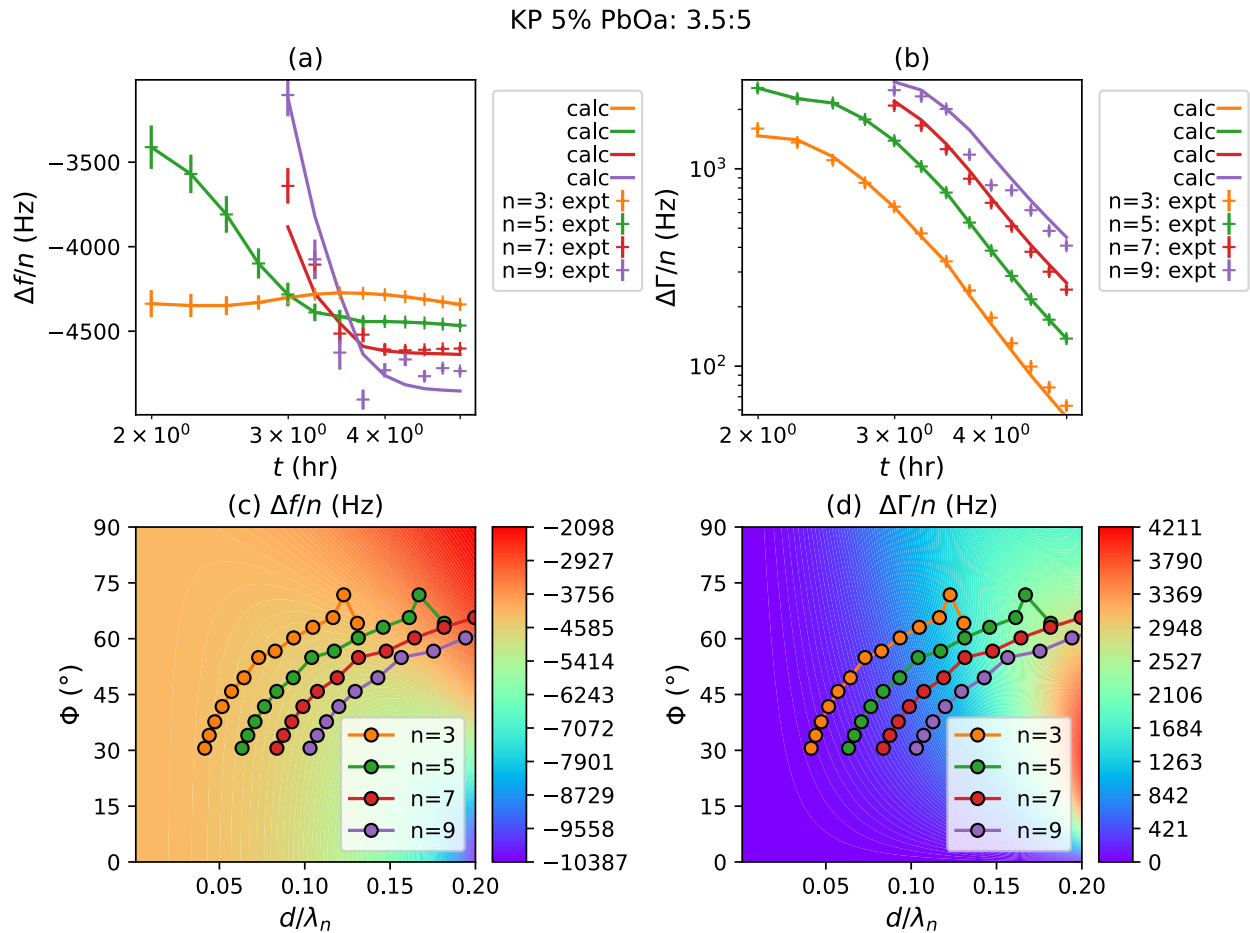 KP 5% PbOa: 3.5:5
(a)
Δf/n (Hz)
−3500
−4000
−4500
2 × 10⁰
3 × 10⁰
4 × 10⁰
t (hr)
calc
calc
calc
calc
n=3: expt
n=5: expt
n=7: expt
n=9: expt
(b)
ΔΓ/n (Hz)
10³
10²
2 × 10⁰
3 × 10⁰
4 × 10⁰
t (hr)
calc
calc
calc
calc
n=3: expt
n=5: expt
n=7: expt
n=9: expt
(c) Δf/n (Hz)
Φ (°)
90
75
60
45
30
15
0
0.05
0.10
0.15
0.20
d/λₙ
n=3
n=5
n=7
n=9
−2098
−2927
−3756
−4585
−5414
−6243
−7072
−7901
−8729
−9558
−10387
(d) ΔΓ/n (Hz)
Φ (°)
90
75
60
45
30
15
0
0.05
0.10
0.15
0.20
d/λₙ
n=3
n=5
n=7
n=9
4211
3790
3369
2948
2527
2106
1684
1263
842
421
0